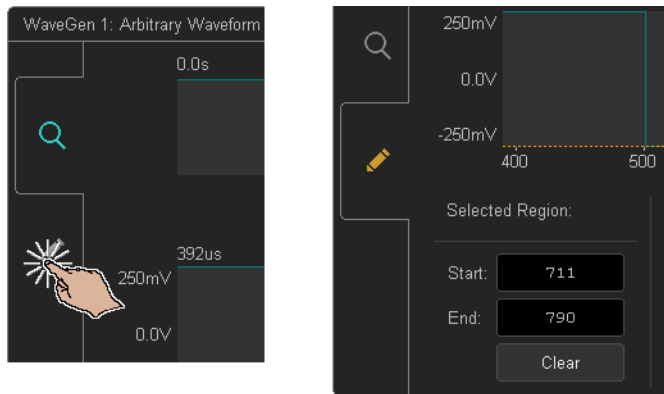 WaveGen 1: Arbitrary Waveform
0.0s
392us
250mV
0.0V
250mV
0.0V
-250mV
400 500
Selected Region:
Start: 711
End: 790
Clear